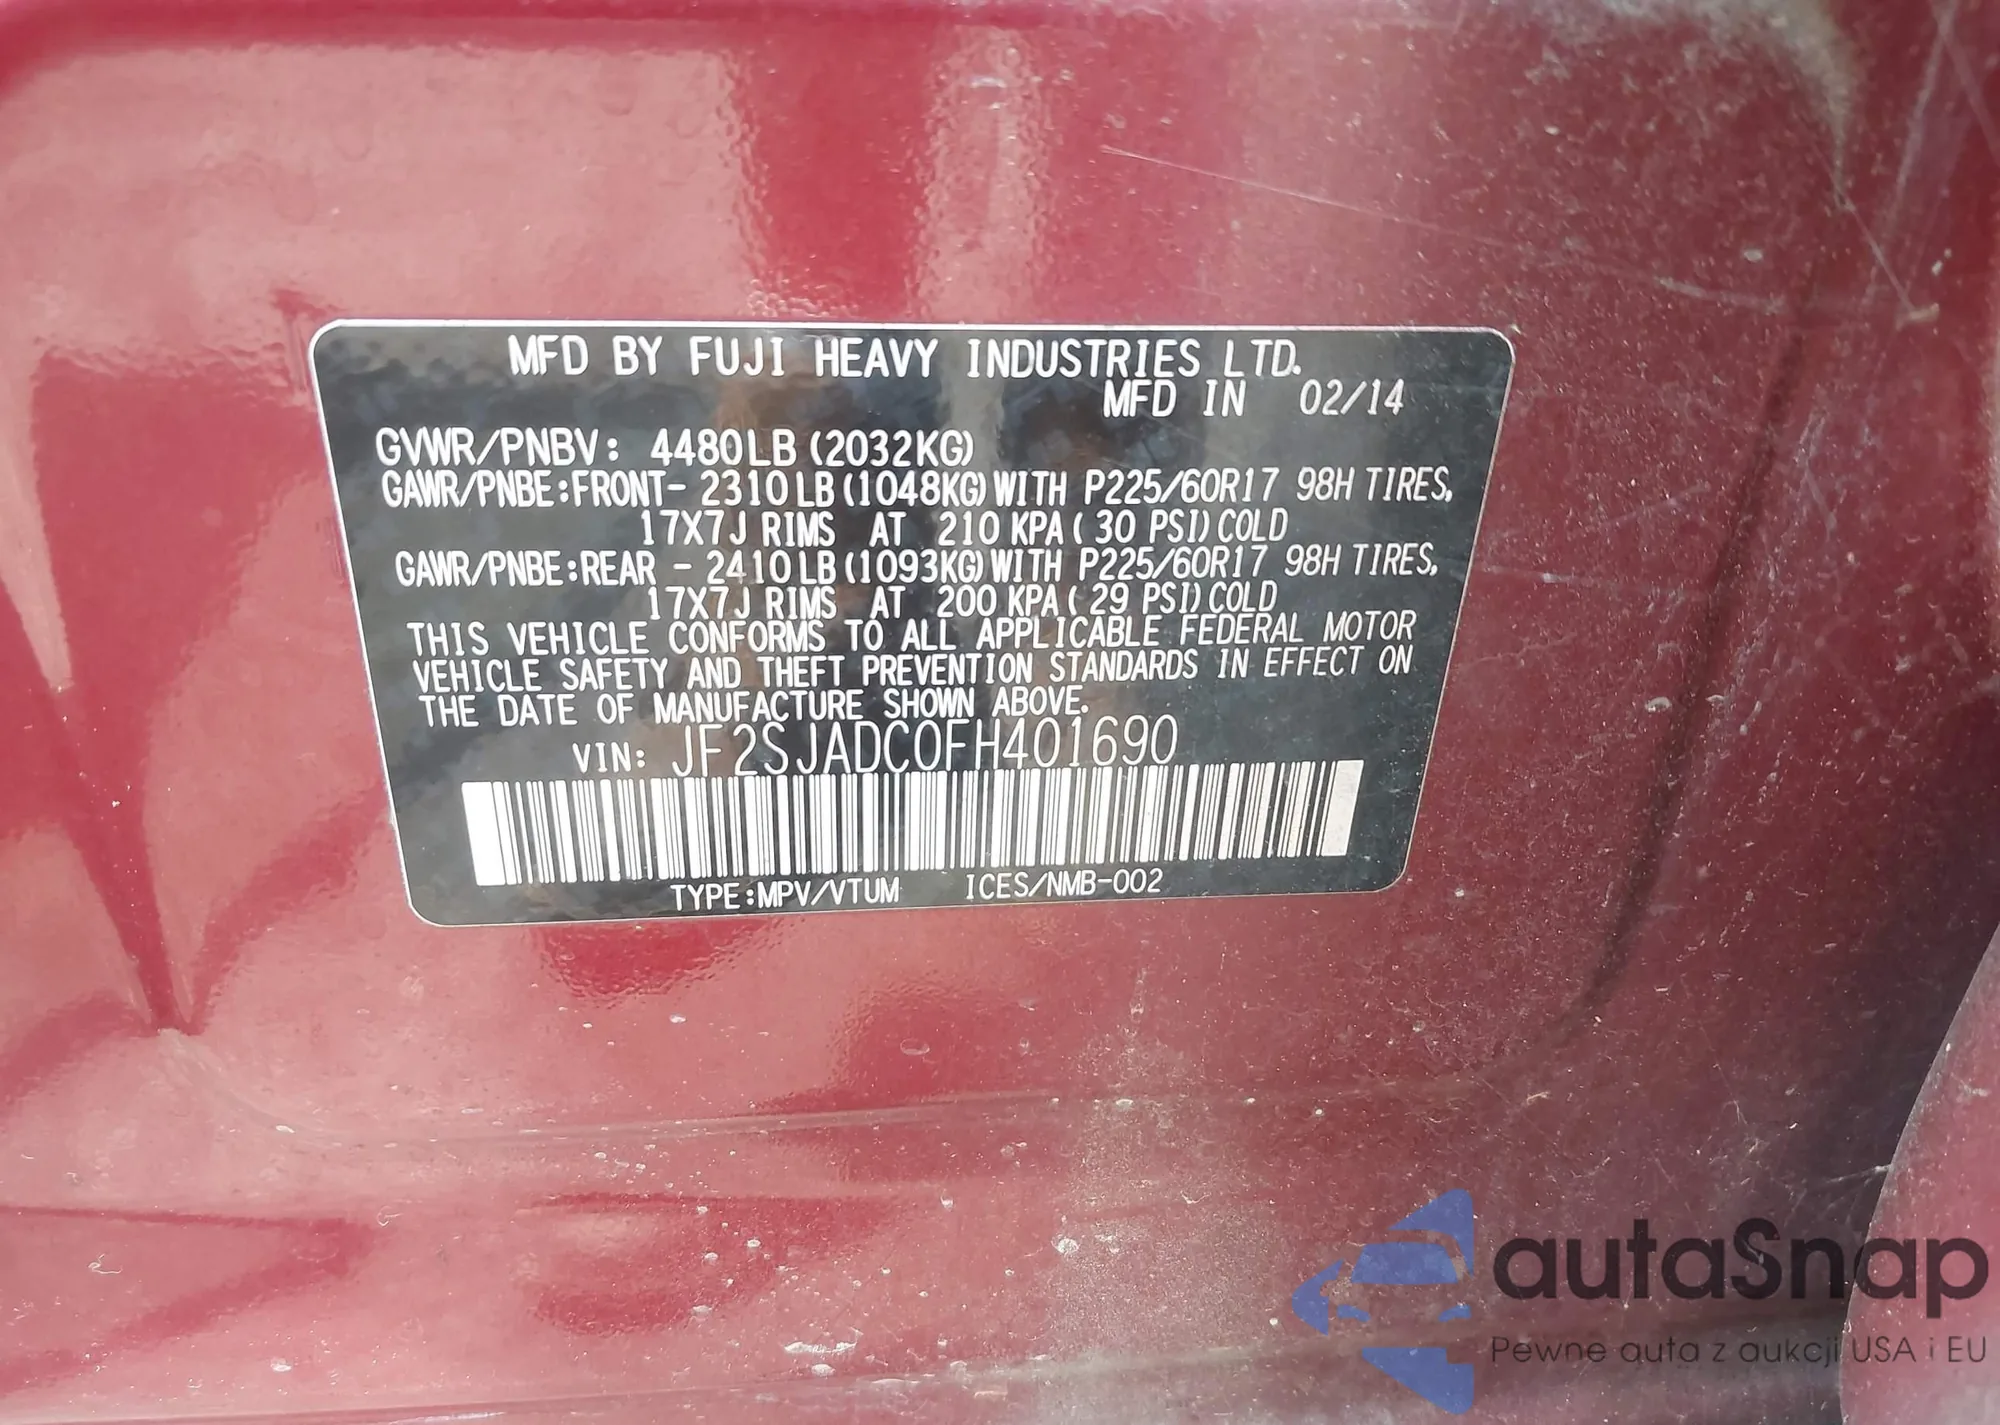 MFD BY FUJI HEAVY INDUSTRIES LTD.
MFD IN 02/14
GVWR/PNBV: 4480LB (2032KG)
GAWR/PNBE:FRONT- 2310LB (1048KG) WITH P225/60R17 98H TIRES,
17X7J RIMS AT 210 KPA ( 30 PSI) COLD
GAWR/PNBE:REAR - 2410LB (1093KG) WITH P225/60R17 98H TIRES,
17X7J RIMS AT 200 KPA ( 29 PSI) COLD
THIS VEHICLE CONFORMS TO ALL APPLICABLE FEDERAL MOTOR
VEHICLE SAFETY AND THEFT PREVENTION STANDARDS IN EFFECT ON
THE DATE OF MANUFACTURE SHOWN ABOVE.
VIN: JF2SJADC0FH401690
TYPE:MPV/VTUM ICES/NMB-002
autaSnap
Pewne auta z aukcji USA i EU